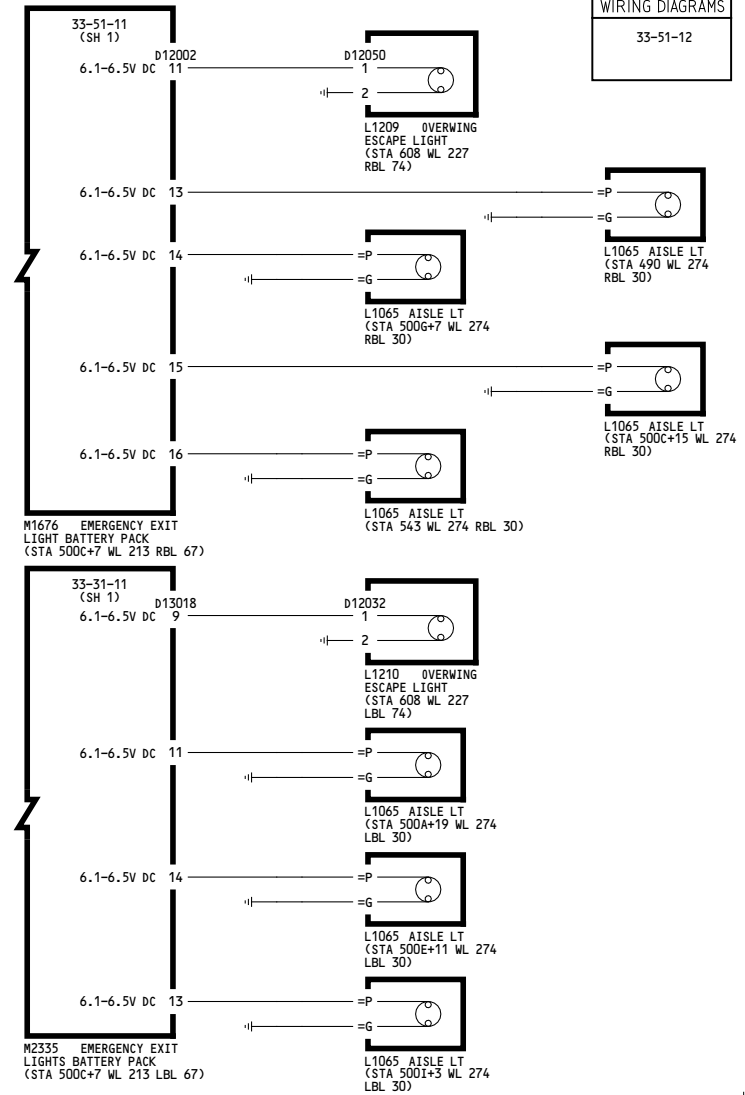 WIRING DIAGRAMS
33-51-12
33-51-11
(SH 1)
D12002
D12050
6.1-6.5V DC 11
1
2
L1209 OVERWING
ESCAPE LIGHT
(STA 608 WL 227
RBL 74)
6.1-6.5V DC 13
=P
=G
L1065 AISLE LT
(STA 490 WL 274
RBL 30)
6.1-6.5V DC 14
=P
=G
L1065 AISLE LT
(STA 500G+7 WL 274
RBL 30)
6.1-6.5V DC 15
=P
=G
L1065 AISLE LT
(STA 500C+15 WL 274
RBL 30)
6.1-6.5V DC 16
=P
=G
L1065 AISLE LT
(STA 543 WL 274 RBL 30)
M1676 EMERGENCY EXIT
LIGHT BATTERY PACK
(STA 500C+7 WL 213 RBL 67)
33-31-11
(SH 1)
D13018
D12032
6.1-6.5V DC 9
1
2
L1210 OVERWING
ESCAPE LIGHT
(STA 608 WL 227
LBL 74)
6.1-6.5V DC 11
=P
=G
L1065 AISLE LT
(STA 500A+19 WL 274
LBL 30)
6.1-6.5V DC 14
=P
=G
L1065 AISLE LT
(STA 500E+11 WL 274
LBL 30)
6.1-6.5V DC 13
=P
=G
L1065 AISLE LT
(STA 500I+3 WL 274
LBL 30)
M2335 EMERGENCY EXIT
LIGHTS BATTERY PACK
(STA 500C+7 WL 213 LBL 67)